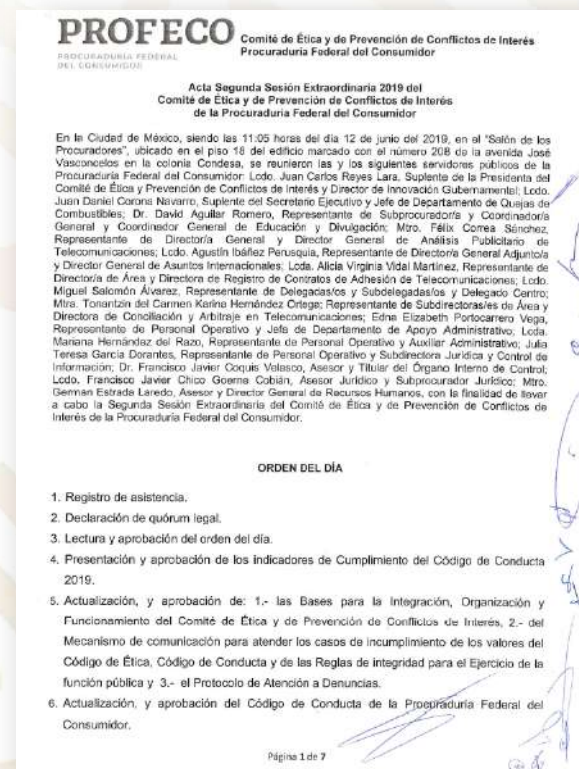 PROFECO
PROCURADURÍA FEDERAL
DEL CONSUMIDOR
Comité de Ética y de Prevención de Conflictos de Interés
Procuraduría Federal del Consumidor
Acta Segunda Sesión Extraordinaria 2019 del
Comité de Ética y de Prevención de Conflictos de Interés
de la Procuraduría Federal del Consumidor
En la Ciudad de México, siendo las 11:05 horas del día 12 de junio del 2019, en el "Salón de los
Procuradores", ubicado en el piso 18 del edificio marcado con el número 208 de la avenida José
Vasconcelos en la colonia Condesa, se reunieron las y los siguientes servidores públicos de la
Procuraduría Federal del Consumidor: Lcdo. Juan Carlos Reyes Lara, Suplente de la Presidenta del
Comité de Ética y Prevención de Conflictos de Interés y Director de Innovación Gubernamental; Lcdo.
Juan Daniel Corona Navarro, Suplente del Secretario Ejecutivo y Jefe de Departamento de Quejas de
Combustibles; Dr. David Aguilar Romero, Representante de Subprocurador/a y Coordinador/a
General y Coordinador General de Educación y Divulgación; Mtro. Félix Correa Sánchez,
Representante de Director/a General y Director General de Análisis Publicitario de
Telecomunicaciones; Lcdo. Agustín Ibáñez Perusquia, Representante de Director/a General Adjunto/a
y Director General de Asuntos Internacionales; Lcda. Alicia Virginia Vidal Martínez, Representante de
Director/a de Área y Directora de Registro de Contratos de Adhesión de Telecomunicaciones; Lcdo.
Miguel Salomón Álvarez, Representante de Delegadas/os y Subdelegadas/os y Delegado Centro;
Mtra. Tonantzin del Carmen Karina Hernández Ortega; Representante de Subdirectoras/es de Área y
Directora de Conciliación y Arbitraje en Telecomunicaciones; Edna Elizabeth Portocarrero Vega,
Representante de Personal Operativo y Jefa de Departamento de Apoyo Administrativo; Lcda.
Mariana Hernández del Razo, Representante de Personal Operativo y Auxiliar Administrativo; Julia
Teresa García Dorantes, Representante de Personal Operativo y Subdirectora Jurídica y Control de
Información; Dr. Francisco Javier Coquis Velasco, Asesor y Titular del Órgano Interno de Control;
Lcdo. Francisco Javier Chico Goerne Cobián, Asesor Jurídico y Subprocurador Jurídico; Mtro.
German Estrada Laredo, Asesor y Director General de Recursos Humanos, con la finalidad de llevar
a cabo la Segunda Sesión Extraordinaria del Comité de Ética y de Prevención de Conflictos de
Interés de la Procuraduría Federal del Consumidor.
ORDEN DEL DÍA
1. Registro de asistencia.
2. Declaración de quórum legal.
3. Lectura y aprobación del orden del día.
4. Presentación y aprobación de los indicadores de Cumplimiento del Código de Conducta
2019.
5. Actualización, y aprobación de: 1.- las Bases para la Integración, Organización y
Funcionamiento del Comité de Ética y de Prevención de Conflictos de Interés, 2.- del
Mecanismo de comunicación para atender los casos de incumplimiento de los valores del
Código de Ética, Código de Conducta y de las Reglas de integridad para el Ejercicio de la
función pública y 3.- el Protocolo de Atención a Denuncias.
6. Actualización, y aprobación del Código de Conducta de la Procuraduría Federal del
Consumidor.
Página 1 de 7